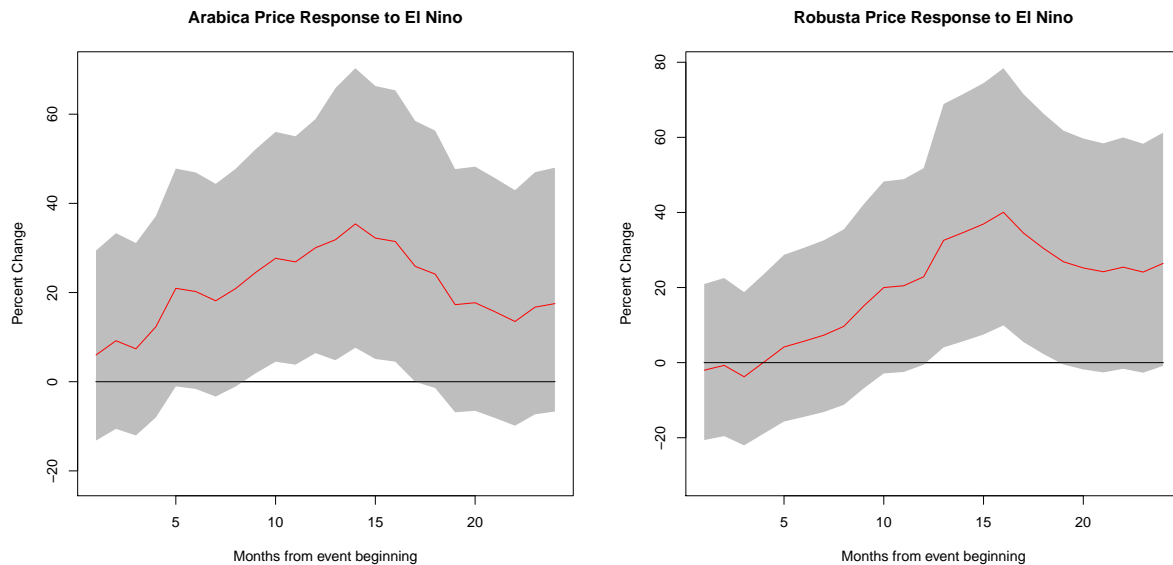 Arabica Price Response to El Nino
Percent Change
60
40
20
0
−20
5 10 15 20
Months from event beginning
Robusta Price Response to El Nino
Percent Change
80
60
40
20
0
−20
5 10 15 20
Months from event beginning